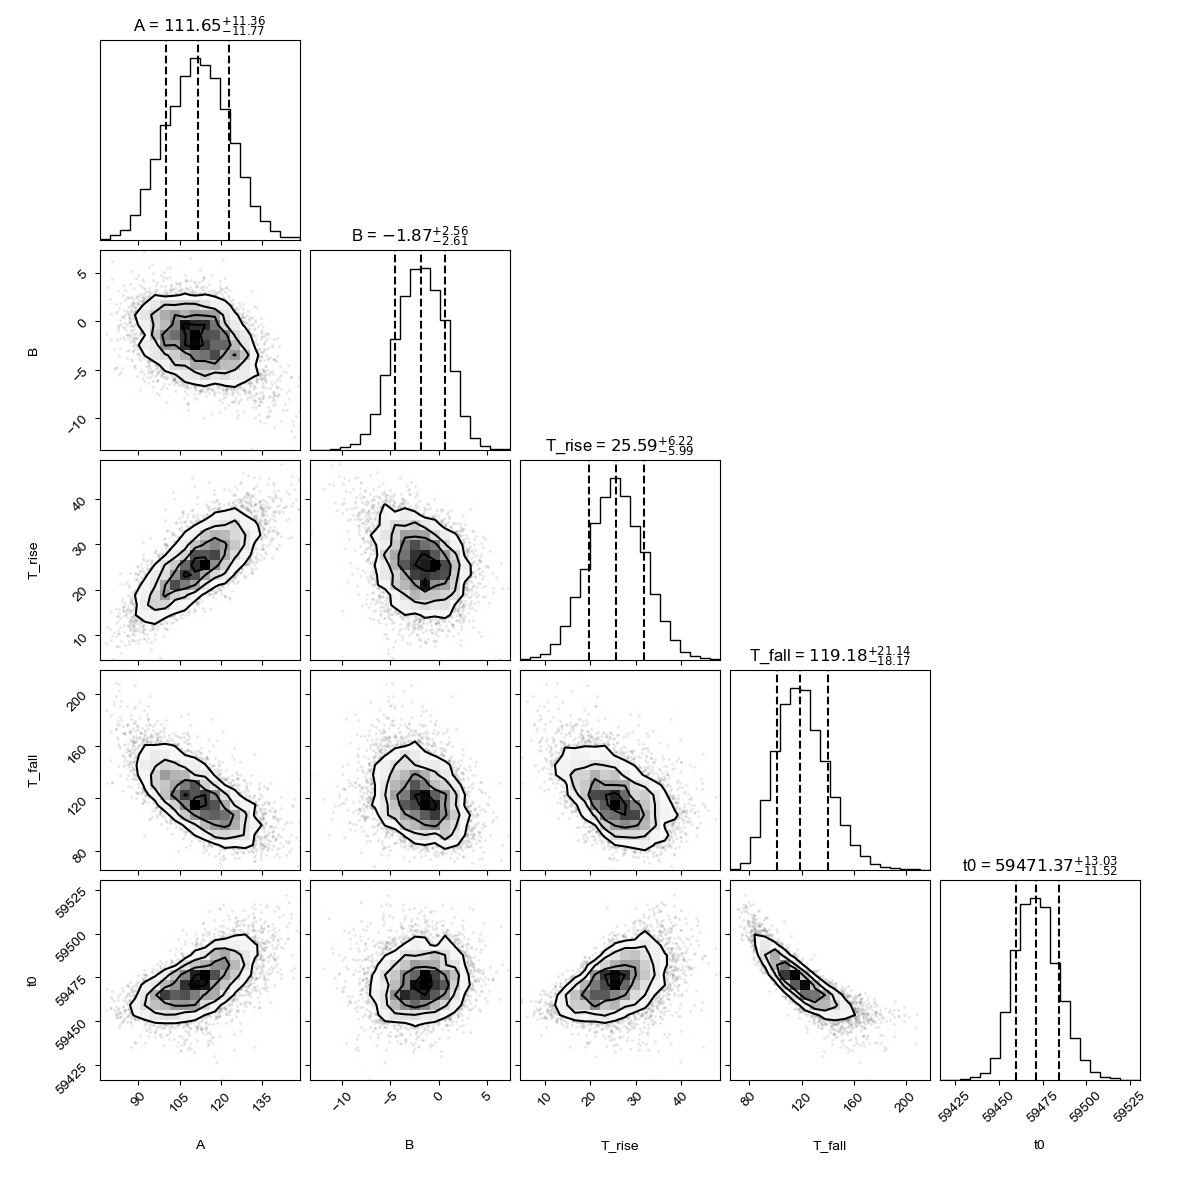 A = 111.65 +11.36 −11.77
B = −1.87 +2.56 −2.61
5
0
−5
−10
B
T_rise = 25.59 +6.22 −5.99
40
30
20
10
T_rise
T_fall = 119.18 +21.14 −18.17
200
160
120
80
T_fall
t0 = 59471.37 +13.03 −11.52
59525
59500
59475
59450
59425
t0
90 105 120 135
−10 −5 0 5
10 20 30 40
80 120 160 200
59425 59450 59475 59500 59525
A B T_rise T_fall t0